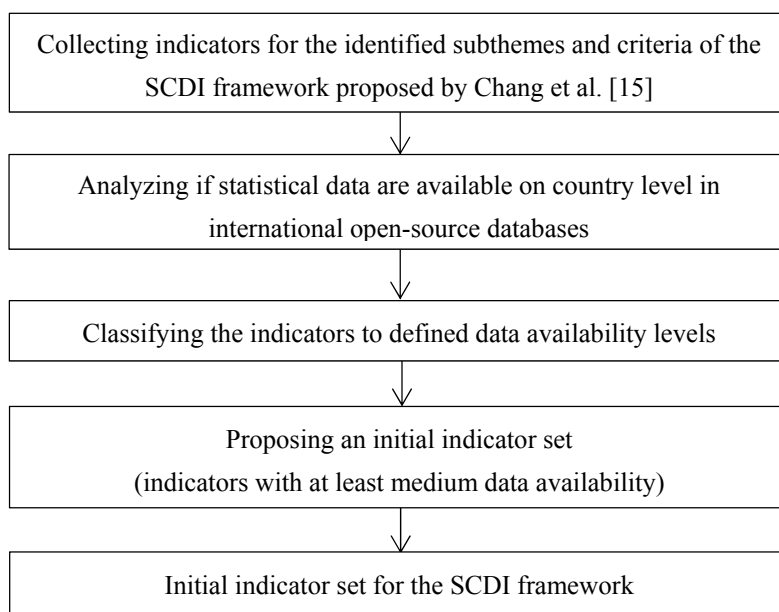 Collecting indicators for the identified subthemes and criteria of the
SCDI framework proposed by Chang et al. [15]
Analyzing if statistical data are available on country level in
international open-source databases
Classifying the indicators to defined data availability levels
Proposing an initial indicator set
(indicators with at least medium data availability)
Initial indicator set for the SCDI framework